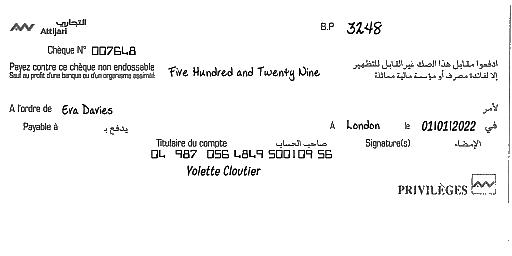 التجاري
Attijari
B.P 3248
Chèque N° 007648
Payez contre ce chèque non endossable
Sauf au profit d'une banque ou d'un organisme assimilé
Five Hundred and Twenty Nine
ادفعوا مقابل هذا الصك غير القابل للتظهير
إلا لفائدة مصرف أو مؤسسة مالية مماثلة
A l'ordre de Eva Davies
لأمر
Payable à
يدفع بـ
A London le 01/01/2022 في
Titulaire du compte صاحب الحساب
Signature(s) الإمضاء
04 987 056 4849 500109 56
Yolette Cloutier
PRIVILÈGES